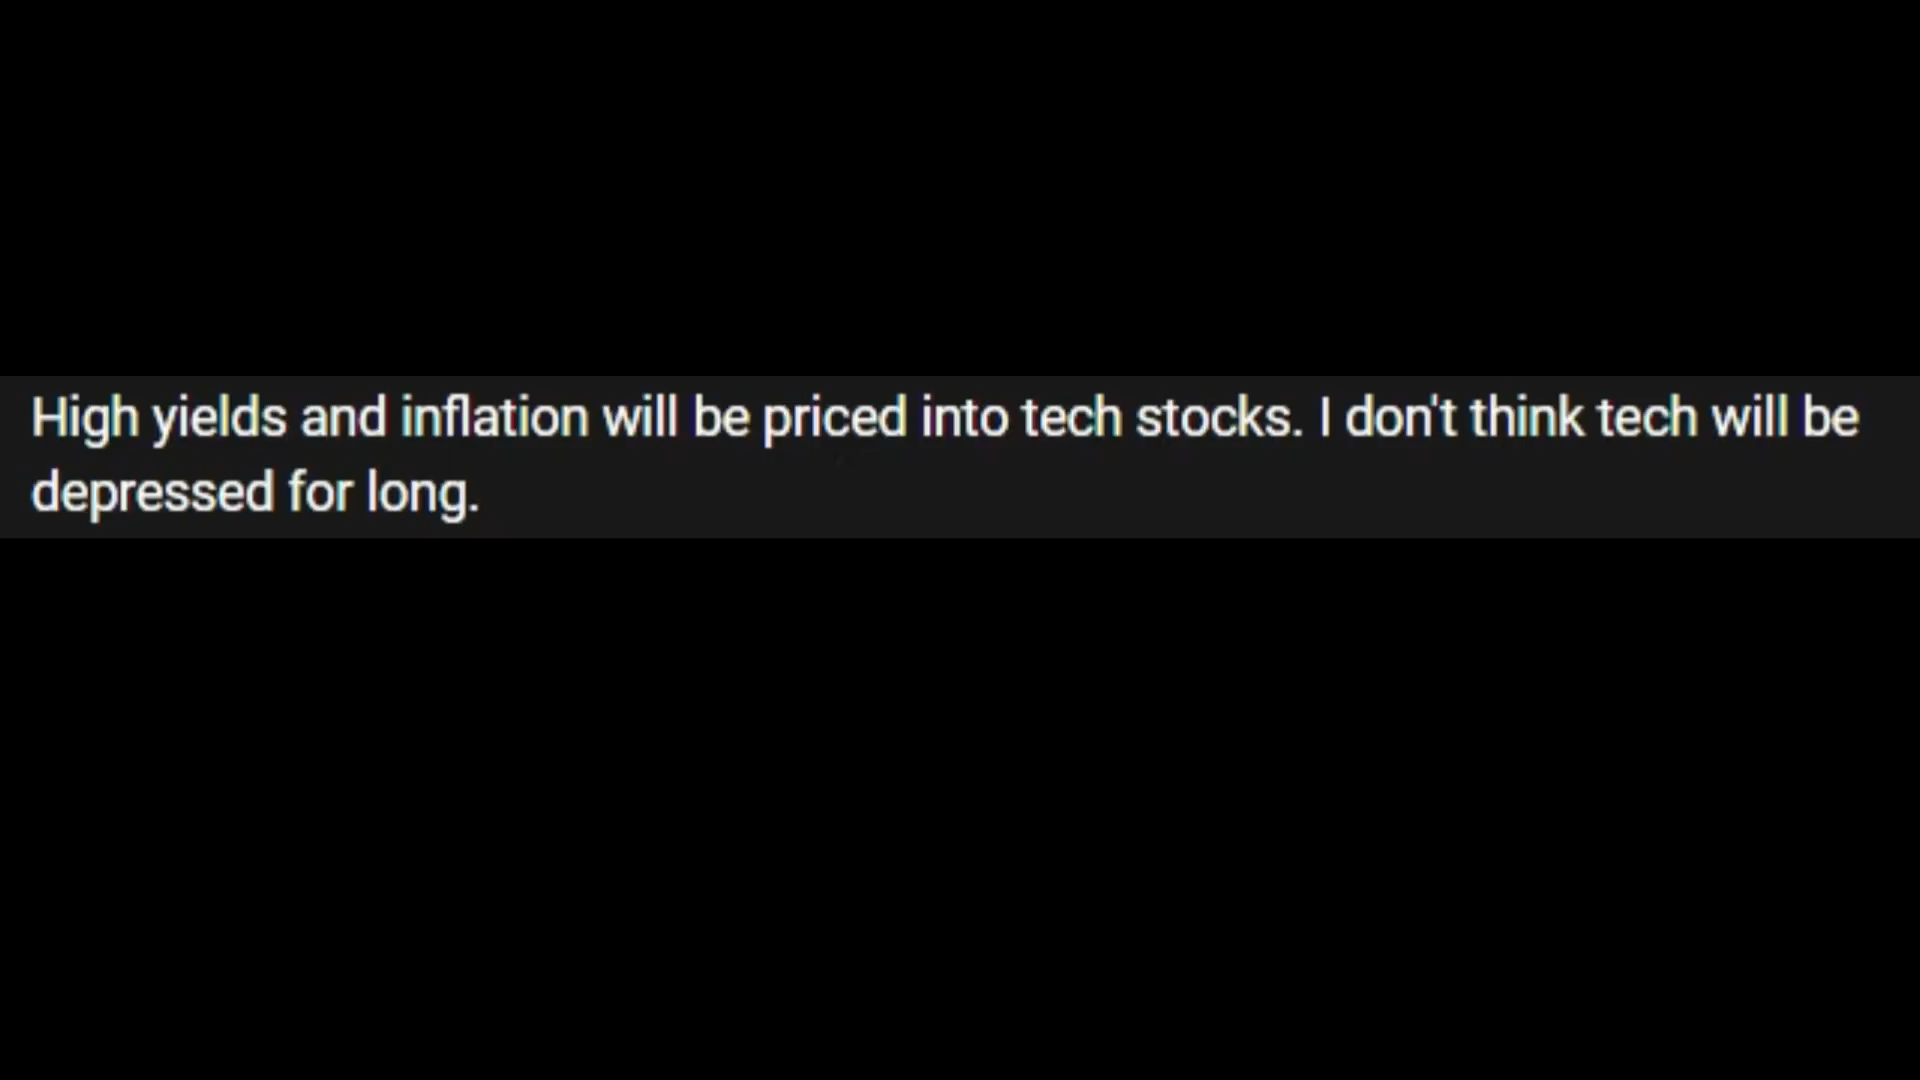 High yields and inflation will be priced into tech stocks. I don't think tech will be
depressed for long.